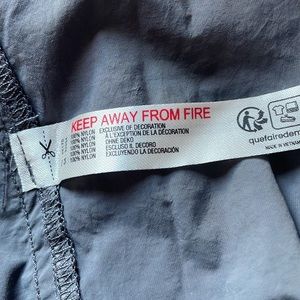 KEEP AWAY FROM FIRE
100% NYLON EXCLUSIVE OF DECORATION
100% NYLON À L'EXCEPTION DE LA DÉCORATION
100% NYLON OHNE DEKO
100% NYLON ESCLUSO IL DECORO
100% NYLON EXCLUYENDO LA DECORACIÓN
quefairedem
MADE IN VIETNAM